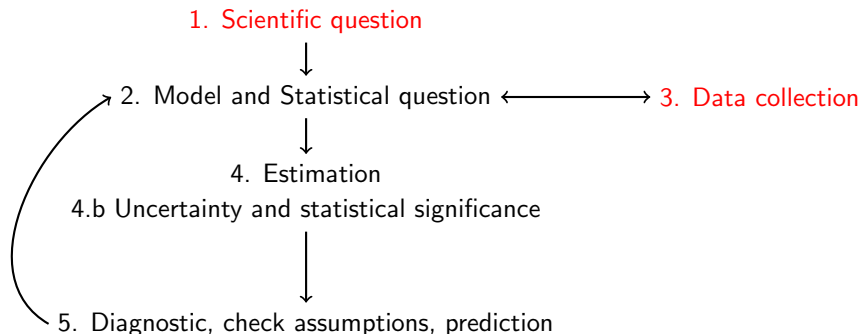 1. Scientific question
2. Model and Statistical question
3. Data collection
4. Estimation
4.b Uncertainty and statistical significance
5. Diagnostic, check assumptions, prediction